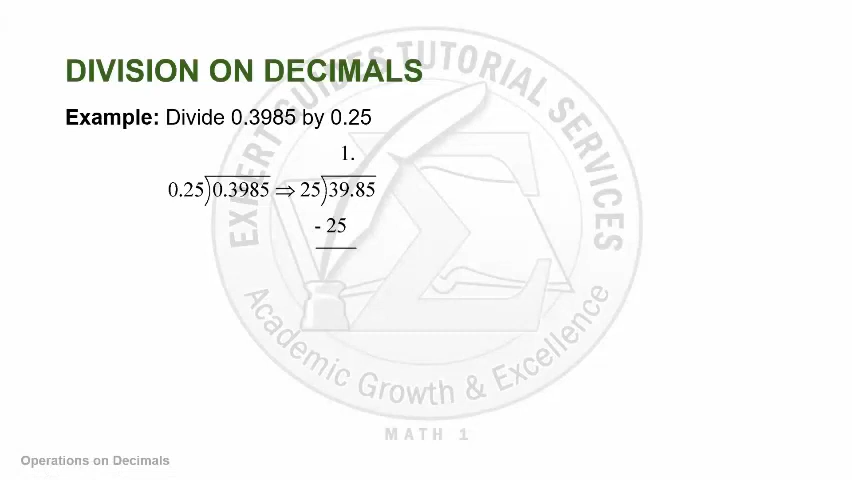 DIVISION ON DECIMALS
Example: Divide 0.3985 by 0.25
1.
0.25)0.3985 ⇒ 25)39.85
- 25
EXPERT GUIDES TUTORIAL SERVICES
Academic Growth & Excellence
MATH 1
Operations on Decimals